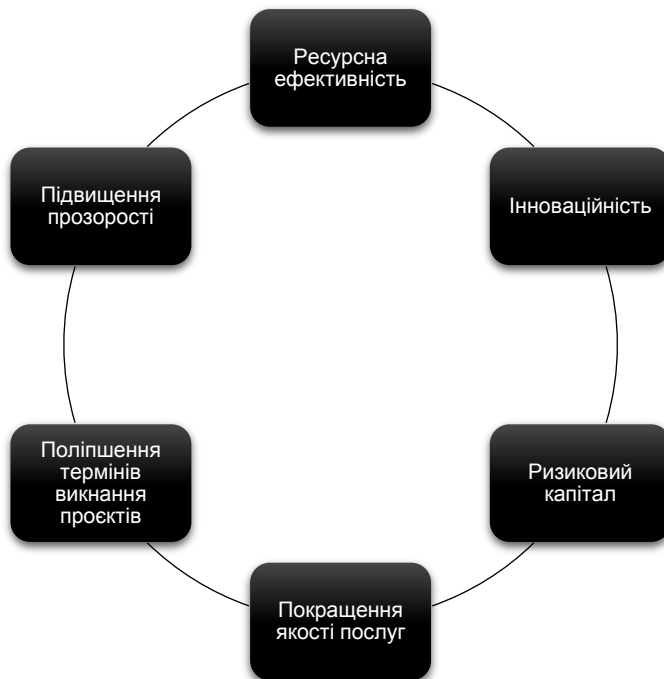 Ресурсна
ефективність
Інноваційність
Ризиковий
капітал
Покращення
якості послуг
Поліпшення
термінів
викнання
проєктів
Підвищення
прозорості